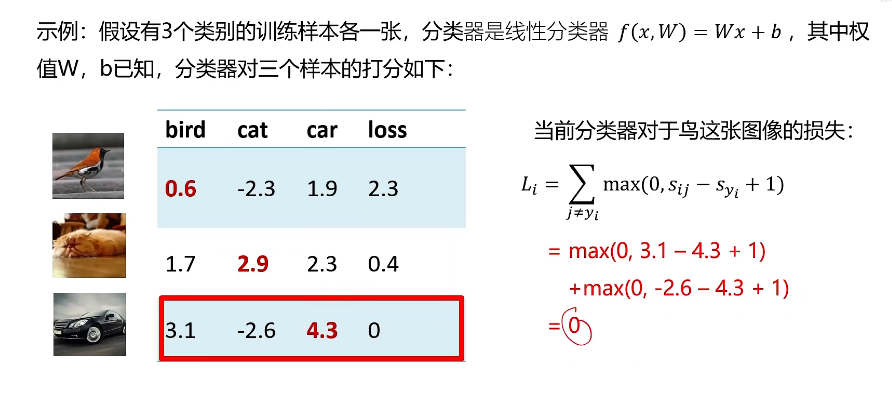 示例：假设有3个类别的训练样本各一张，分类器是线性分类器 f(x, W) = Wx + b ，其中权
值W，b已知，分类器对三个样本的打分如下：
bird cat car loss
0.6 -2.3 1.9 2.3
1.7 2.9 2.3 0.4
3.1 -2.6 4.3 0
当前分类器对于鸟这张图像的损失：
L_i = ∑_{j≠y_i} max(0, s_{ij} − s_{y_i} + 1)
= max(0, 3.1 – 4.3 + 1)
+max(0, -2.6 – 4.3 + 1)
=0